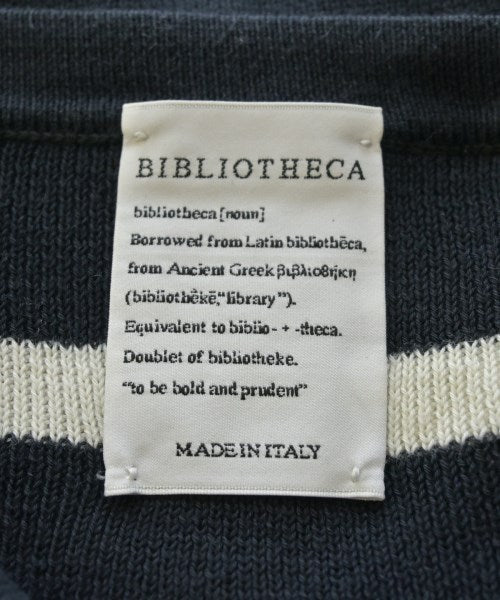 BIBLIOTHECA
bibliotheca [noun]
Borrowed from Latin bibliothēca,
from Ancient Greek βιβλιοθήκη
(bibliothḗkē,"library").
Equivalent to biblio- + -theca.
Doublet of bibliotheke.
"to be bold and prudent"
MADE IN ITALY